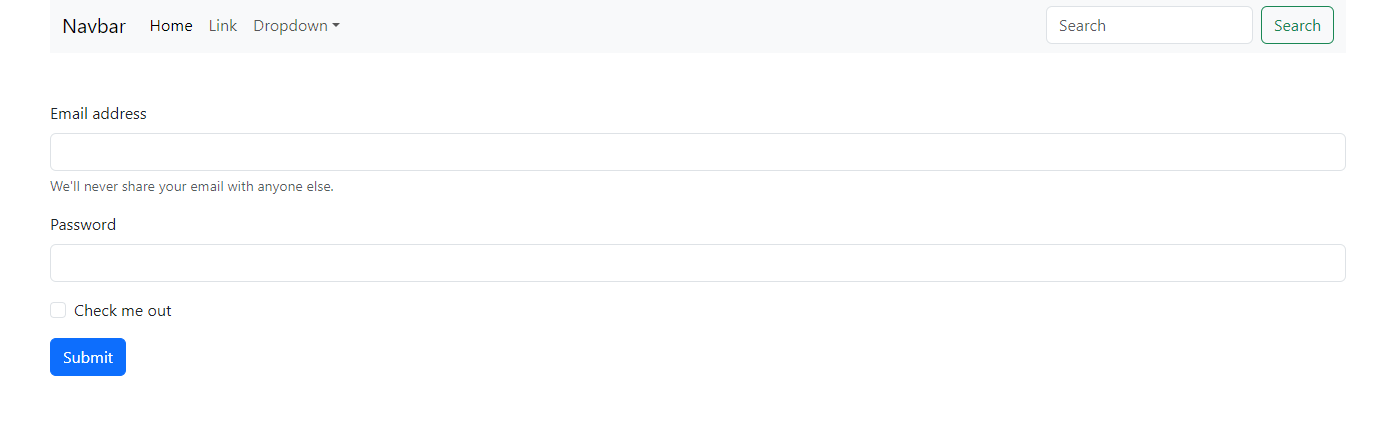 Navbar Home Link Dropdown Search Search
Email address
We'll never share your email with anyone else.
Password
Check me out
Submit